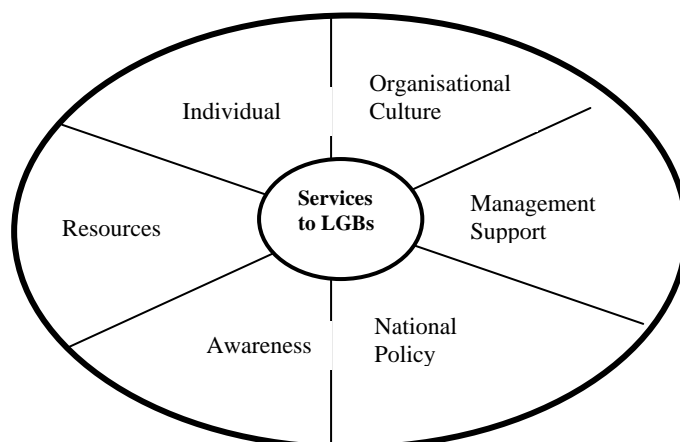 Individual
Organisational
Culture
Services
to LGBs
Resources
Management
Support
Awareness
National
Policy